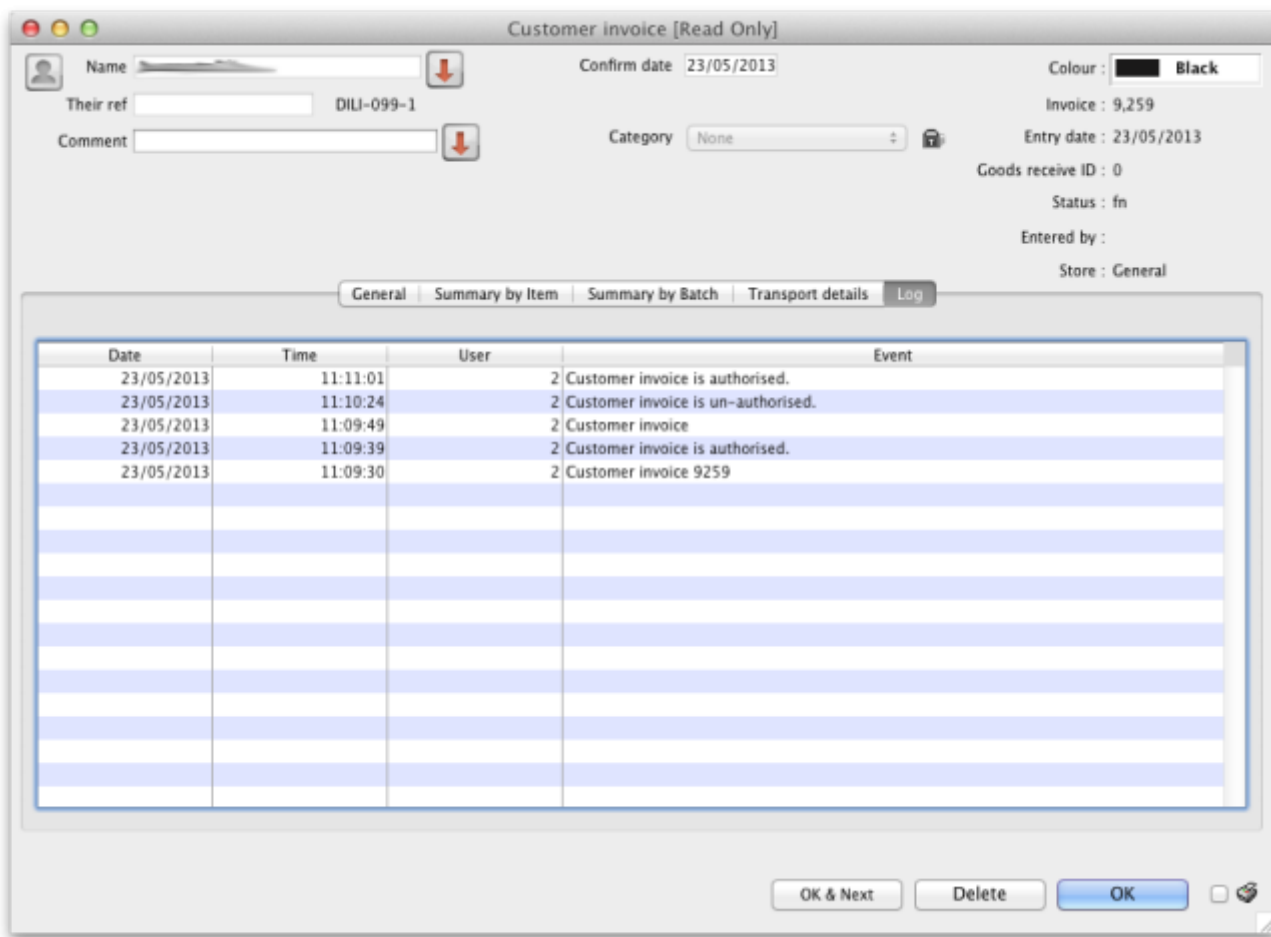 Customer invoice [Read Only]
Name
Confirm date 23/05/2013
Colour : Black
Their ref
DILI-099-1
Invoice : 9,259
Comment
Category None
Entry date : 23/05/2013
Goods receive ID : 0
Status : fn
Entered by :
Store : General
General Summary by Item Summary by Batch Transport details Log
Date Time User Event
23/05/2013 11:11:01 2 Customer invoice is authorised.
23/05/2013 11:10:24 2 Customer invoice is un-authorised.
23/05/2013 11:09:49 2 Customer invoice
23/05/2013 11:09:39 2 Customer invoice is authorised.
23/05/2013 11:09:30 2 Customer invoice 9259
OK & Next Delete OK